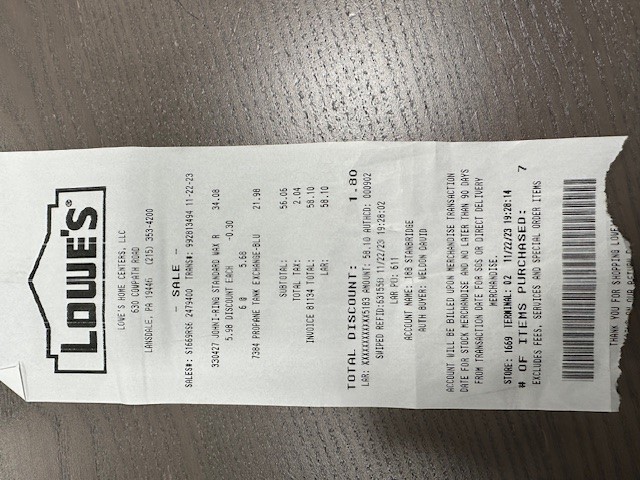 LOWE'S®
LOWE'S HOME CENTERS, LLC
630 COWPATH ROAD
LANSDALE, PA 19446 (215) 353-4200
- SALE -
SALES#: S1669RSE 2479400 TRANS#: 992813494 11-22-23
330427 JOHNI-RING STANDARD WAX R 34.08
5.98 DISCOUNT EACH -0.30
6 @ 5.68
7384 PROPANE TANK EXCHANGE-BLU 21.98
SUBTOTAL: 56.06
TOTAL TAX: 2.04
INVOICE 81134 TOTAL: 58.10
LAR: 58.10
TOTAL DISCOUNT: 1.80
LAR: XXXXXXXXXXXX5183 AMOUNT: 58.10 AUTHCD: 000902
SWIPED REFID: 11/22/23 19:28:02
LAR PO: 611
ACCOUNT NAME: STANBRIDGE
AUTH BUYER: WELDON DAVID
ACCOUNT WILL BE BILLED UPON MERCHANDISE TRANSACTION
DATE FOR STOCK MERCHANDISE AND NO LATER THAN 90 DAYS
FROM TRANSACTION DATE FOR SOS OR DIRECT DELIVERY
MERCHANDISE.
STORE: 1669 TERMINAL: 02 11/22/23 19:28:14
# OF ITEMS PURCHASED: 7
EXCLUDES FEES, SERVICES AND SPECIAL ORDER ITEMS
THANK YOU FOR SHOPPING LOWE